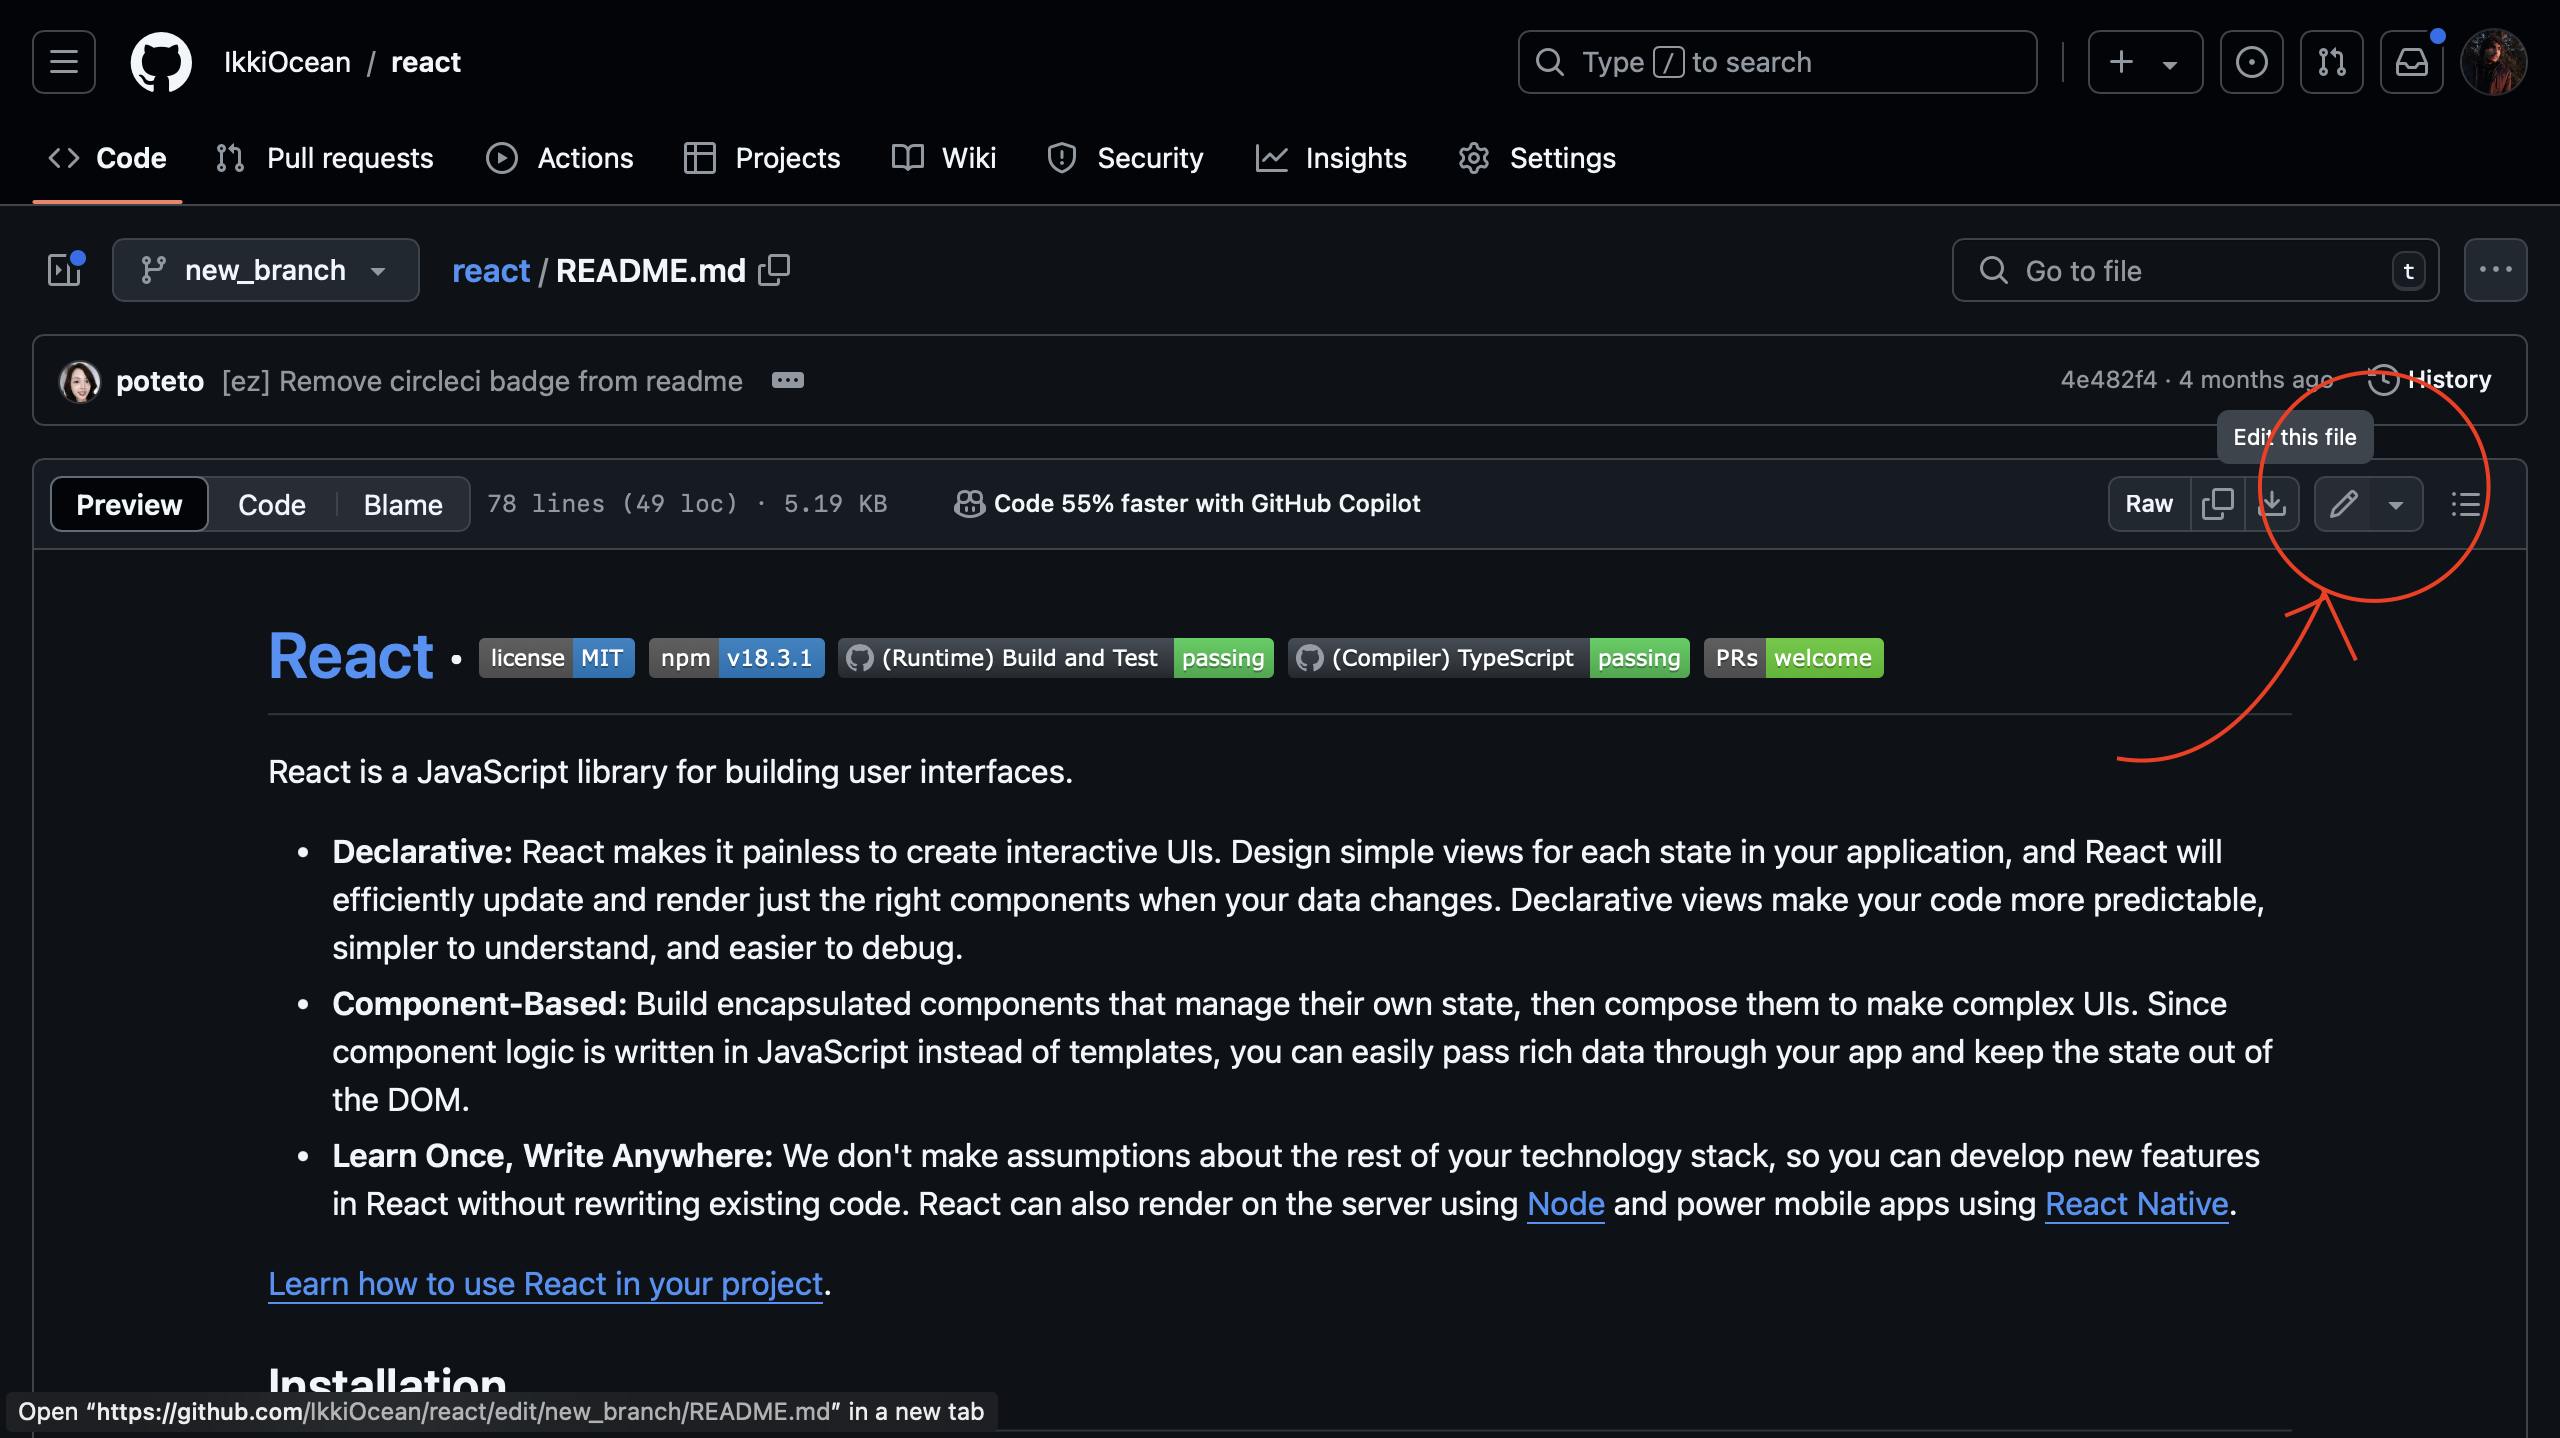 IkkiOcean / react
Type / to search
Code Pull requests Actions Projects Wiki Security Insights Settings
new_branch
react / README.md
Go to file t
poteto [ez] Remove circleci badge from readme
4e482f4 · 4 months ago History
Edit this file
Preview Code Blame 78 lines (49 loc) · 5.19 KB Code 55% faster with GitHub Copilot Raw
React · license MIT npm v18.3.1 (Runtime) Build and Test passing (Compiler) TypeScript passing PRs welcome
React is a JavaScript library for building user interfaces.
• Declarative: React makes it painless to create interactive UIs. Design simple views for each state in your application, and React will
efficiently update and render just the right components when your data changes. Declarative views make your code more predictable,
simpler to understand, and easier to debug.
• Component-Based: Build encapsulated components that manage their own state, then compose them to make complex UIs. Since
component logic is written in JavaScript instead of templates, you can easily pass rich data through your app and keep the state out of
the DOM.
• Learn Once, Write Anywhere: We don't make assumptions about the rest of your technology stack, so you can develop new features
in React without rewriting existing code. React can also render on the server using Node and power mobile apps using React Native.
Learn how to use React in your project.
Installation
Open “https://github.com/IkkiOcean/react/edit/new_branch/README.md” in a new tab